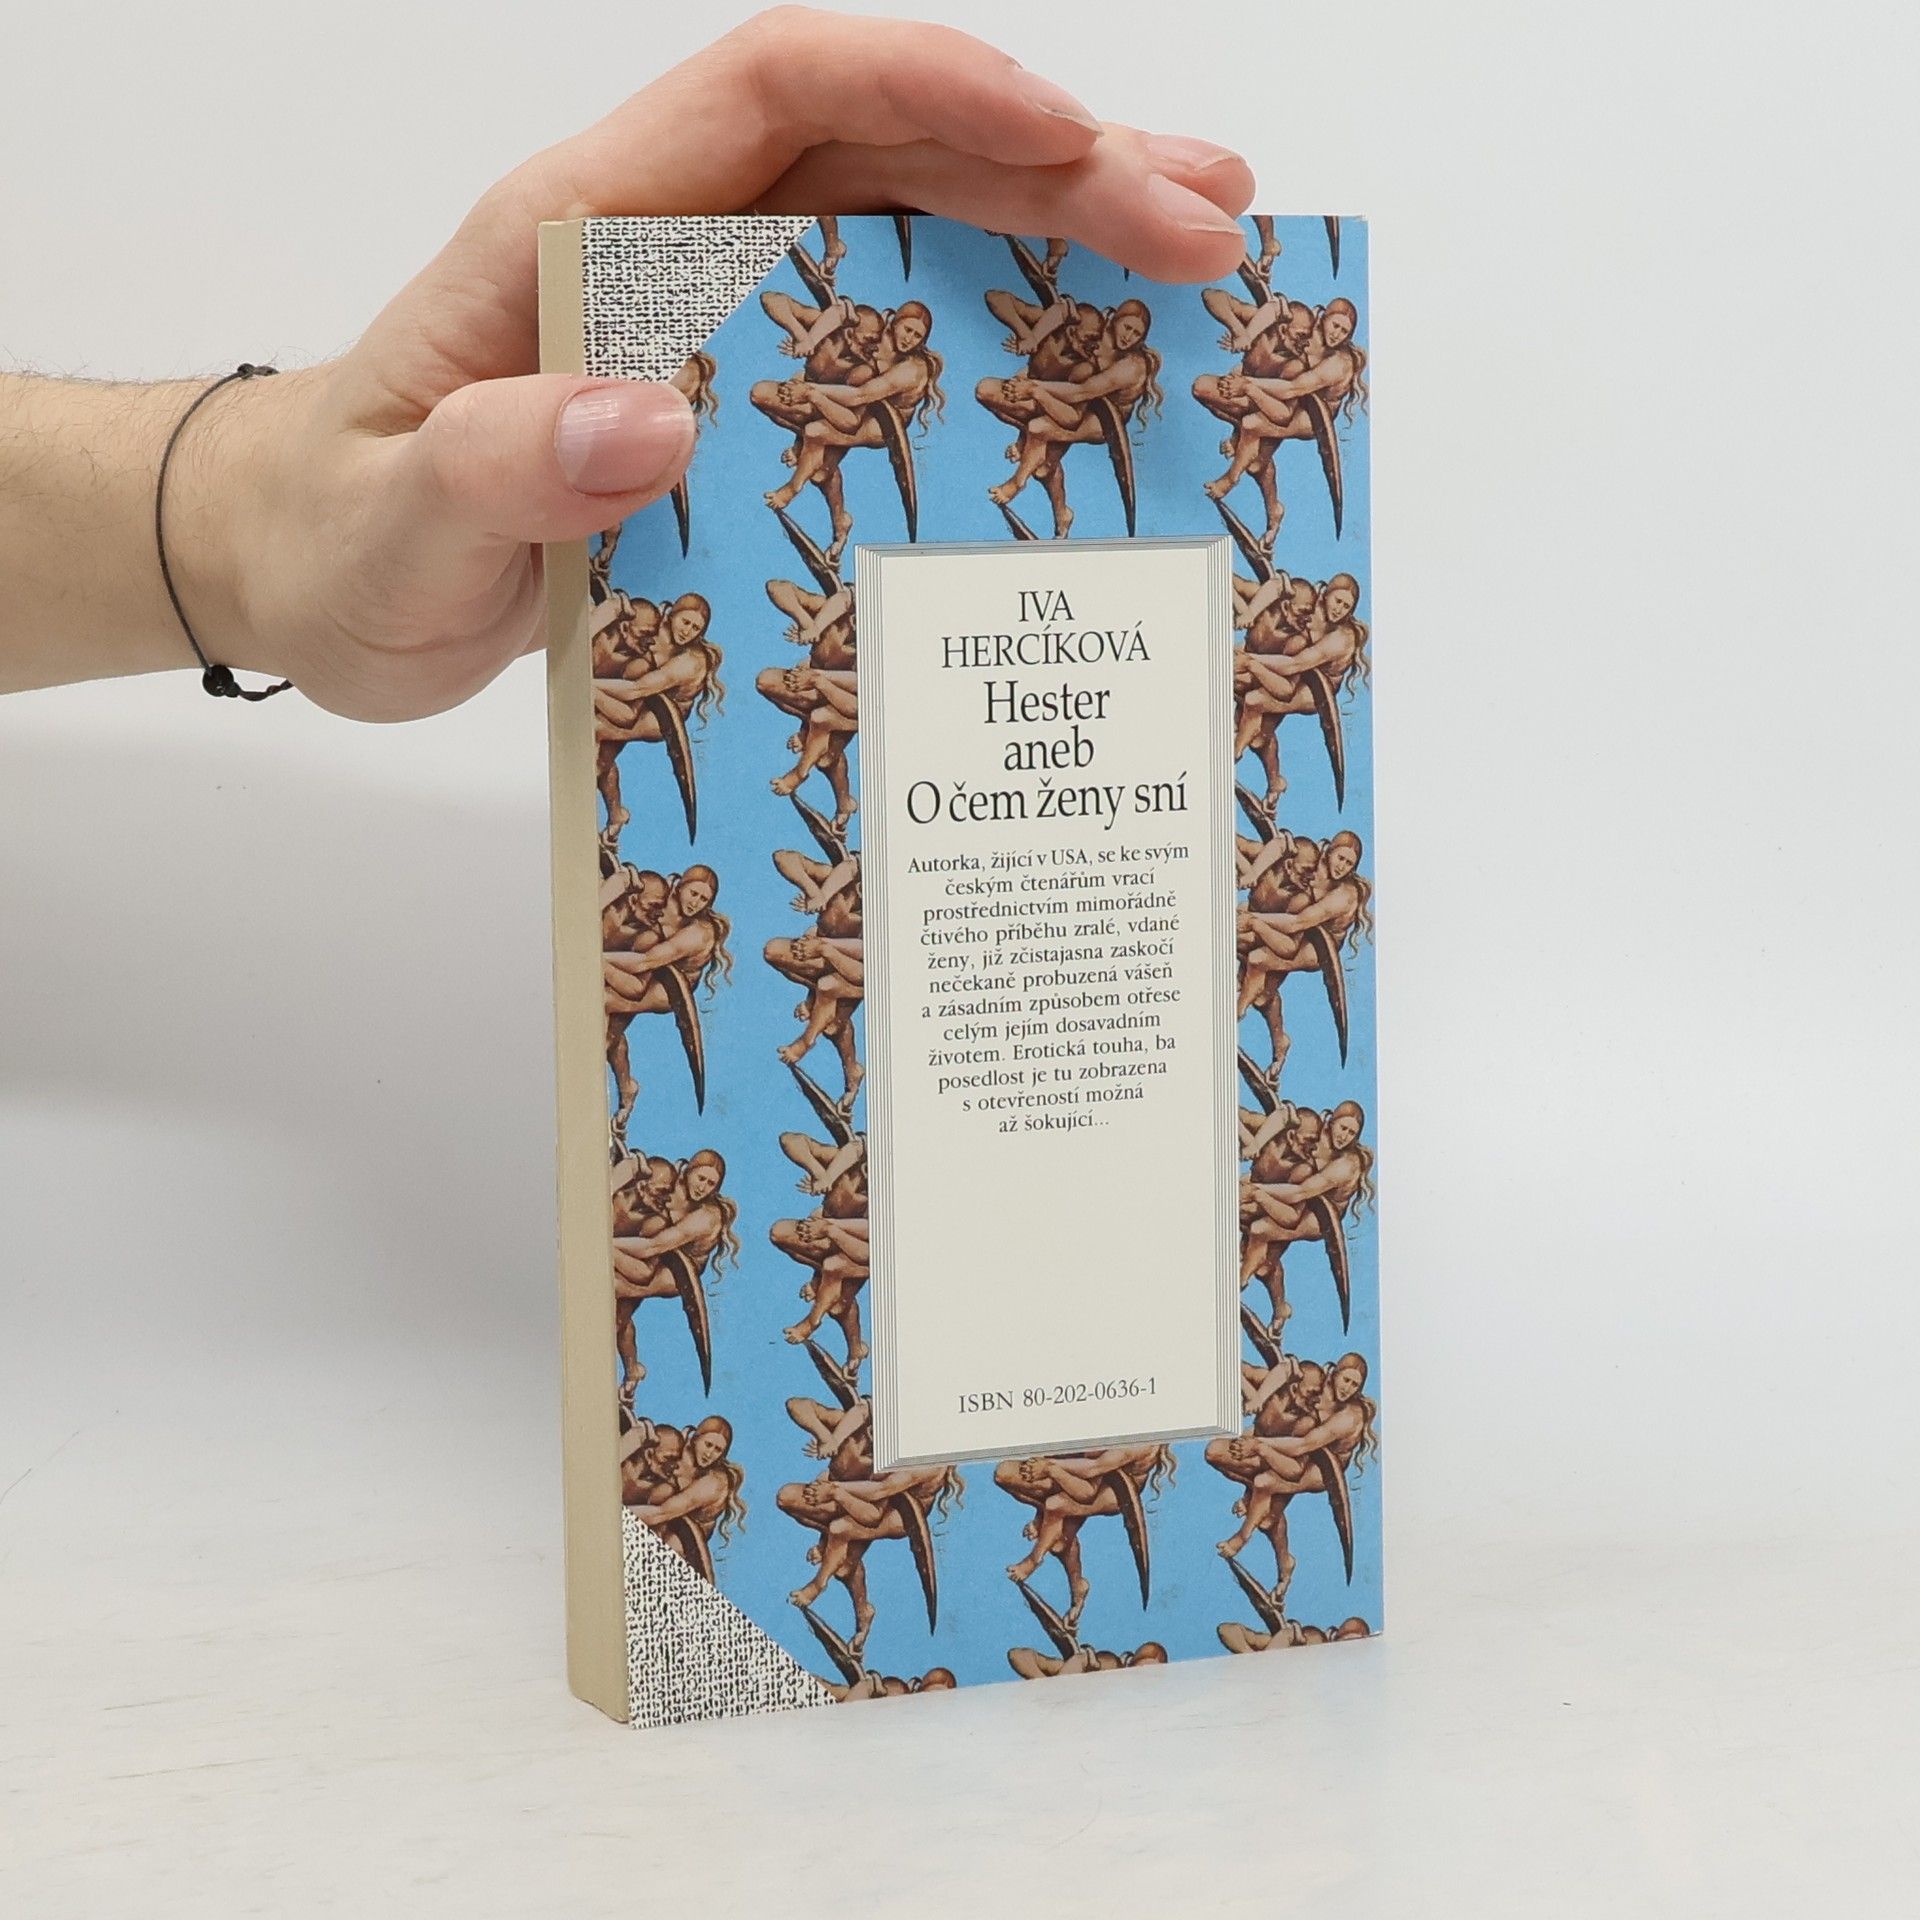 IVA
HERCÍKOVÁ
Hester
aneb
O čem ženy sní
Autorka, žijící v USA, se ke svým
českým čtenářům vrací
prostřednictvím mimořádně
čtivého příběhu zralé, vdané
ženy, již zčistajasna zaskočí
nečekaně probuzená vášeň
a zásadním způsobem otřese
celým jejím dosavadním
životem. Erotická touha, ba
posedlost je tu zobrazena
s otevřeností možná
až šokující...
ISBN 80-202-0636-1